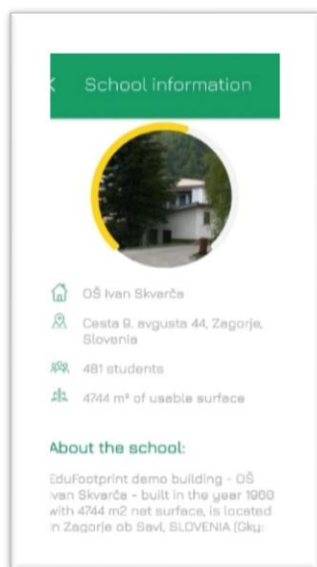 School information
OŠ Ivan Skvarča
Cesta 9. avgusta 44, Zagorje,
Slovenia
481 students
4744 m² of usable surface
About the school:
EduFootprint demo building - OŠ
Ivan Skvarča - built in the year
with 4744 m2 net surface, is located
in Zagorje ob Savi, SLOVENIA (Gky: